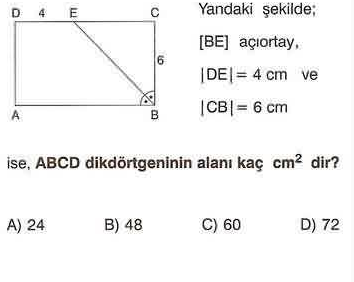 D 4 E C
6
A B
Yandaki şekilde;
[BE] açıortay,
|DE|= 4 cm ve
|CB|= 6 cm
ise, ABCD dikdörtgeninin alanı kaç cm² dir?
A) 24 B) 48 C) 60 D) 72